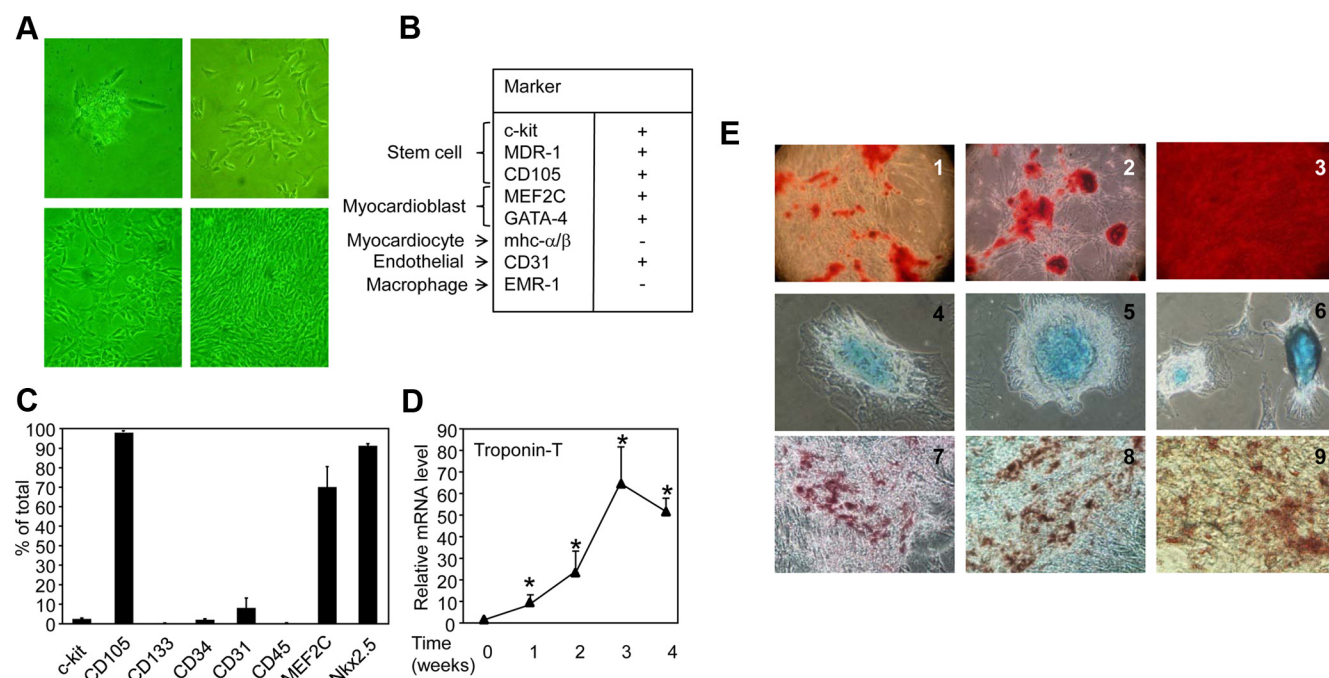 A
B
Marker
Stem cell
c-kit +
MDR-1 +
CD105 +
Myocardioblast
MEF2C +
GATA-4 +
Myocardiocyte mhc-α/β -
Endothelial CD31 +
Macrophage EMR-1 -
C
% of total
100
90
80
70
60
50
40
30
20
10
0
c-kit
CD105
CD133
CD34
CD31
CD45
MEF2C
Nkx2.5
D
Troponin-T
Relative mRNA level
90
80
70
60
50
40
30
20
10
0
*
*
*
*
Time
(weeks)
0 1 2 3 4
E
1 2 3
4 5 6
7 8 9